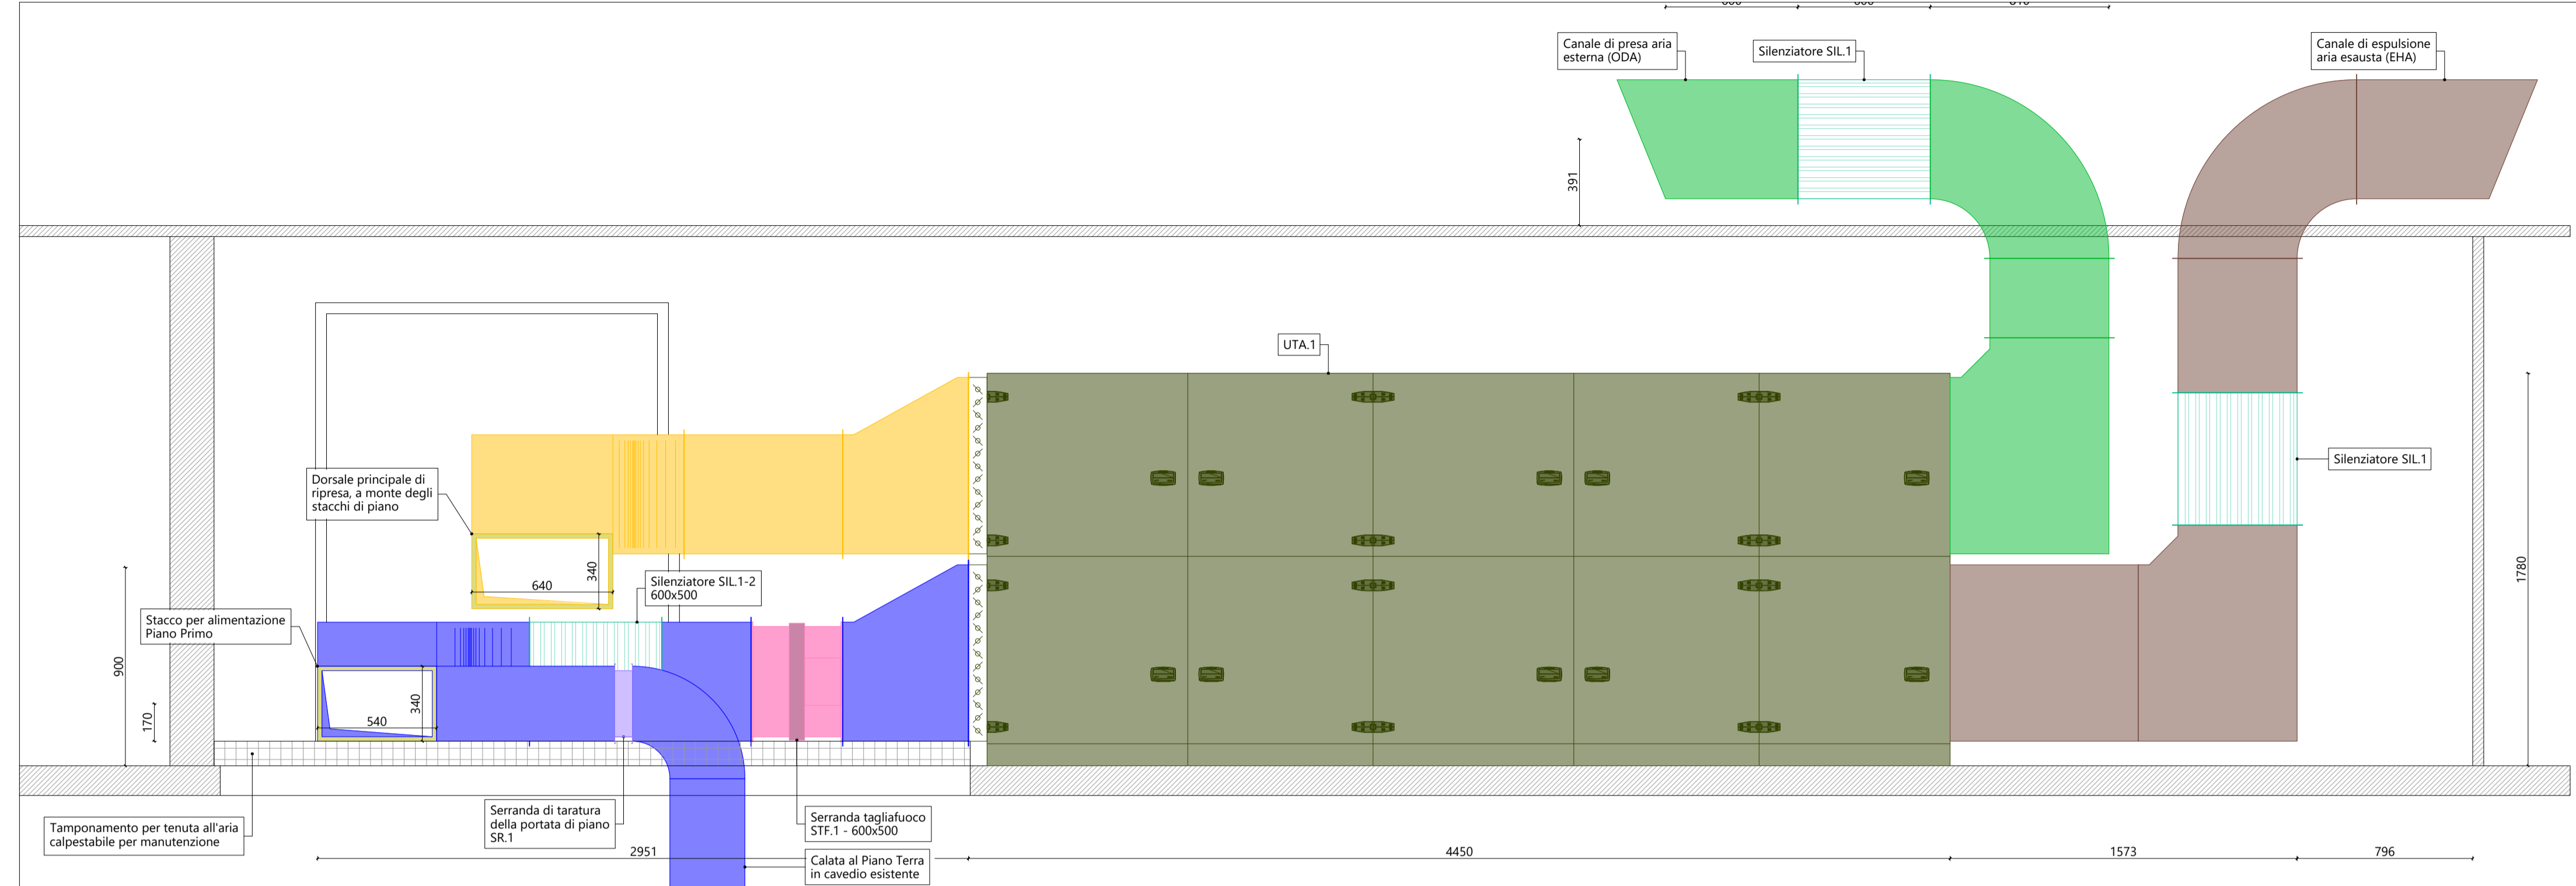 Canale di presa aria
esterna (ODA)
Silenziatore SIL.1
Canale di espulsione
aria esausta (EHA)
391
UTA.1
Dorsale principale di
ripresa, a monte degli
stacchi di piano
Silenziatore SIL.1
1780
340
640
Silenziatore SIL.1-2
600x500
Stacco per alimentazione
Piano Primo
900
340
170
540
Serranda di taratura
della portata di piano
SR.1
Serranda tagliafuoco
STF.1 - 600x500
Tamponamento per tenuta all'aria
calpestabile per manutenzione
2951
4450
1573
796
Calata al Piano Terra
in cavedio esistente